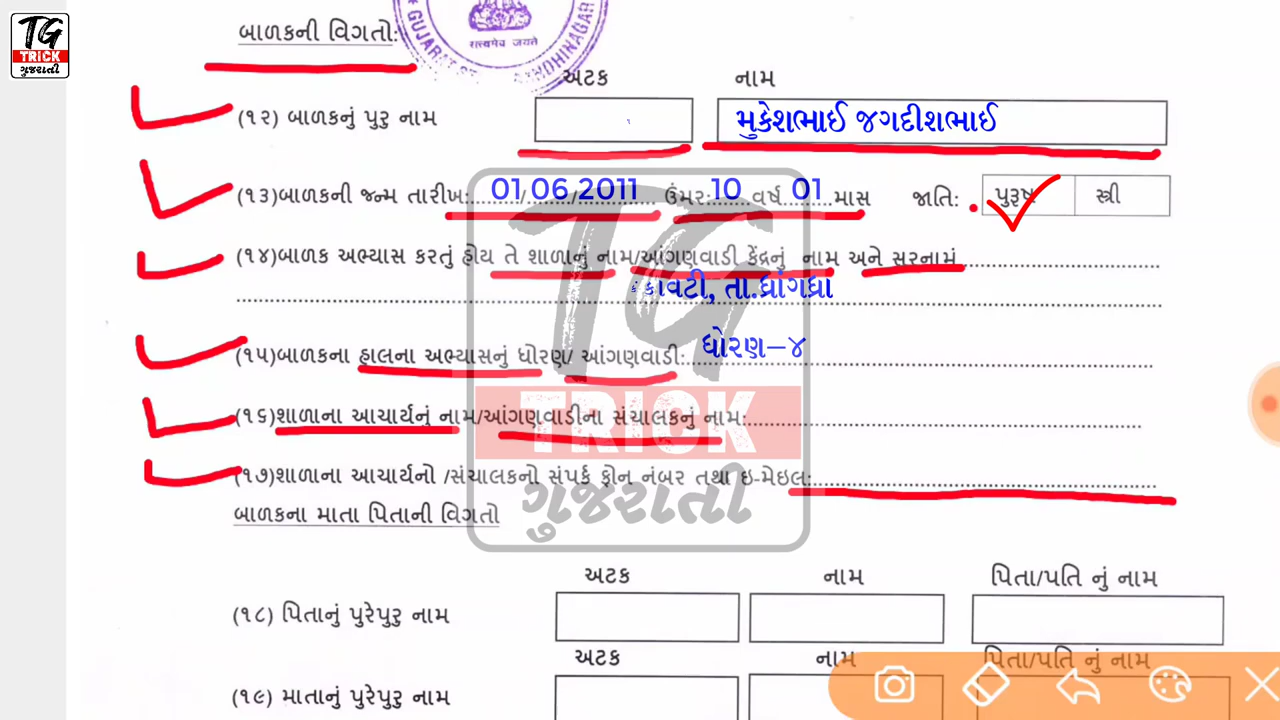 TG
TRICK
ગુજરાતી
બાળકની વિગતો:
સત્યમેવ જયતે
અટક નામ
(૧૨) બાળકનું પુરુ નામ મુકેશભાઈ જગદીશભાઈ
(૧૩)બાળકની જન્મ તારીખ:......../......../............ ઉંમર:.......વર્ષ.......માસ જાતિ: પુરૂષ સ્ત્રી
01 06 2011 10 01
(૧૪)બાળક અભ્યાસ કરતું હોય તે શાળાનું નામ/આંગણવાડી કેંદ્રનું નામ અને સરનામં
કાવટી, તા.ધ્રાંગધ્રા
(૧૫)બાળકના હાલના અભ્યાસનું ધોરણ/ આંગણવાડી: ધોરણ–૪
(૧૬)શાળાના આચાર્યનું નામ/આંગણવાડીના સંચાલકનું નામ:
(૧૭)શાળાના આચાર્યનો /સંચાલકનો સંપર્ક ફોન નંબર તથા ઇ-મેઇલ:
TG
TRICK
ગુજરાતી
બાળકના માતા પિતાની વિગતો
અટક નામ પિતા/પતિ નું નામ
(૧૮) પિતાનું પુરેપુરુ નામ
અટક નામ પિતા/પતિ નું નામ
(૧૯) માતાનું પુરેપુરુ નામ